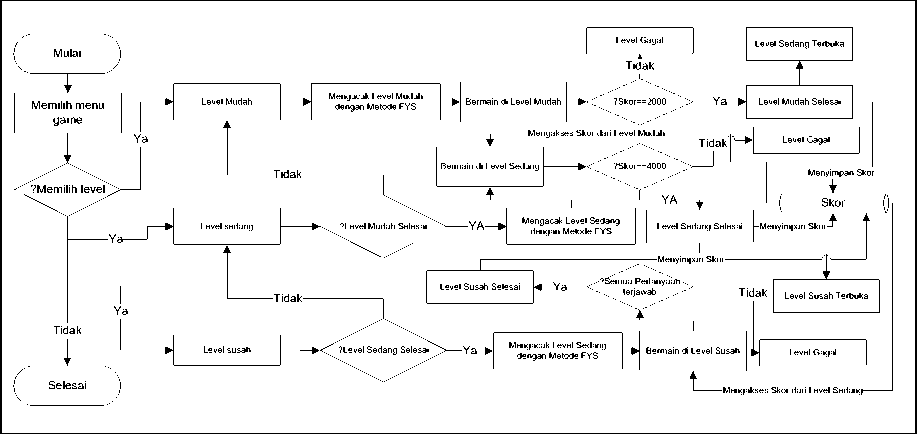 Level Gagal
Level Sedang Terbuka
Mulai
Tidak
Memilih menu
game
Level Mudah
Mengacak Level Mudah
dengan Metode FYS
Bermain di Level Mudah
?Skor==2000
Ya
Level Mudah Selesai
Ya
Mengakses Skor dari Level Mudah
Tidak
Level Gagal
Bermain di Level Sedang
?Skor==4000
Tidak
Menyimpan Skor
?Memilih level
YA
Skor
Ya
Level sedang
?Level Mudah Selesai
YA
Mengacak Level Sedang
dengan Metode FYS
Level Sedang Selesai
Menyimpan Skor
Menyimpan Skor
Level Susah Selesai
Ya
?Semua Pertanyaan
terjawab
Tidak
Level Susah Terbuka
Tidak
Ya
Tidak
Level susah
?Level Sedang Selesai
Ya
Mengacak Level Sedang
dengan Metode FYS
Bermain di Level Susah
Level Gagal
Selesai
Mengakses Skor dari Level Sedang